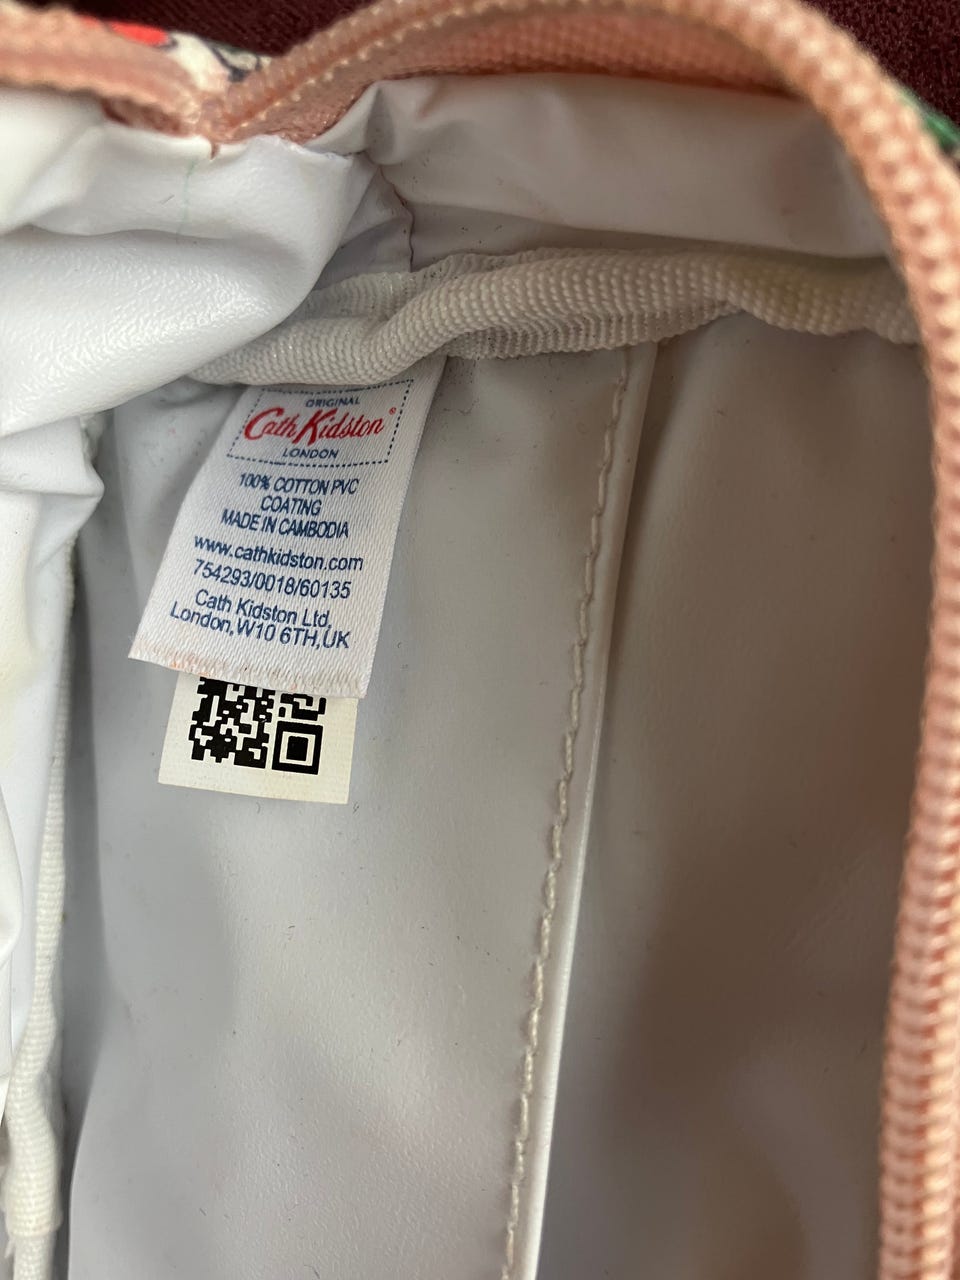 ORIGINAL
Cath Kidston®
LONDON
100% COTTON PVC
COATING
MADE IN CAMBODIA
www.cathkidston.com
754293/0018/60135
Cath Kidston Ltd,
London,W10 6TH,UK